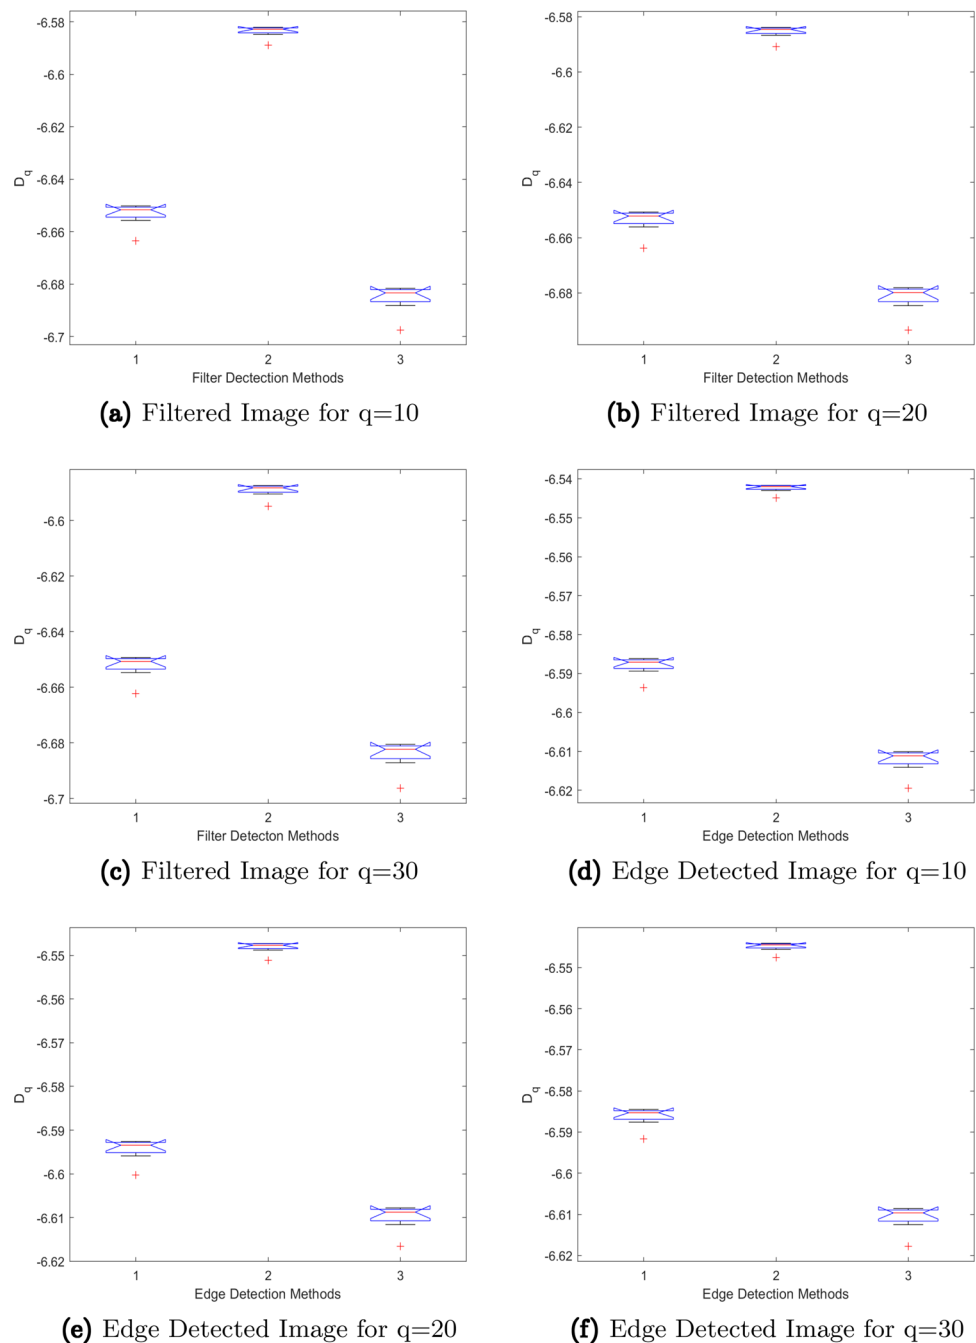 -6.58
-6.6
-6.62
-6.64
-6.66
-6.68
-6.7
D_q
1 2 3
Filter Dectection Methods
(a) Filtered Image for q=10
-6.58
-6.6
-6.62
-6.64
-6.66
-6.68
D_q
1 2 3
Filter Detection Methods
(b) Filtered Image for q=20
-6.6
-6.62
-6.64
-6.66
-6.68
-6.7
D_q
1 2 3
Filter Detecton Methods
(c) Filtered Image for q=30
-6.54
-6.55
-6.56
-6.57
-6.58
-6.59
-6.6
-6.61
-6.62
D_q
1 2 3
Edge Detection Methods
(d) Edge Detected Image for q=10
-6.55
-6.56
-6.57
-6.58
-6.59
-6.6
-6.61
-6.62
D_q
1 2 3
Edge Detection Methods
(e) Edge Detected Image for q=20
-6.55
-6.56
-6.57
-6.58
-6.59
-6.6
-6.61
-6.62
D_q
1 2 3
Edge Detection Methods
(f) Edge Detected Image for q=30